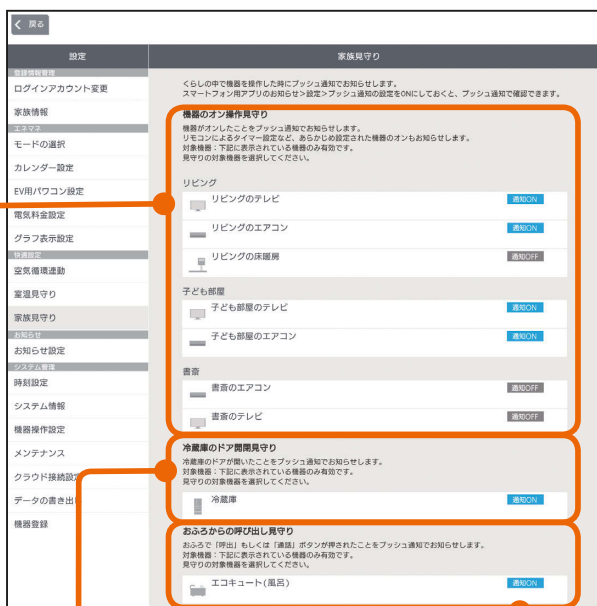 戻る
設定
家族見守り
登録情報管理
ログインアカウント変更
家族情報
エネマネ
モードの選択
カレンダー設定
EV用パワコン設定
電気料金設定
グラフ表示設定
快適設定
空気循環連動
室温見守り
家族見守り
お知らせ
お知らせ設定
システム管理
時刻設定
システム情報
機器操作設定
メンテナンス
クラウド接続設定
データの書き出し
機器登録
くらしの中で機器を操作した時にプッシュ通知でお知らせします。
スマートフォン用アプリのお知らせ>設定>プッシュ通知の設定をONにしておくと、プッシュ通知で確認できます。
機器のオン操作見守り
機器がオンしたことをプッシュ通知でお知らせします。
リモコンによるタイマー設定など、あらかじめ設定された機器のオンもお知らせします。
対象機器:下記に表示されている機器のみ有効です。
見守りの対象機器を選択してください。
リビング
リビングのテレビ 通知ON
リビングのエアコン 通知ON
リビングの床暖房 通知OFF
子ども部屋
子ども部屋のテレビ 通知ON
子ども部屋のエアコン 通知ON
書斎
書斎のエアコン 通知OFF
書斎のテレビ 通知OFF
冷蔵庫のドア開閉見守り
冷蔵庫のドアが開いたことをプッシュ通知でお知らせします。
対象機器:下記に表示されている機器のみ有効です。
見守りの対象機器を選択してください。
冷蔵庫 通知ON
おふろからの呼び出し見守り
おふろで「呼出」もしくは「通話」ボタンが押されたことをプッシュ通知でお知らせします。
対象機器:下記に表示されている機器のみ有効です。
見守りの対象機器を選択してください。
エコキュート(風呂) 通知ON